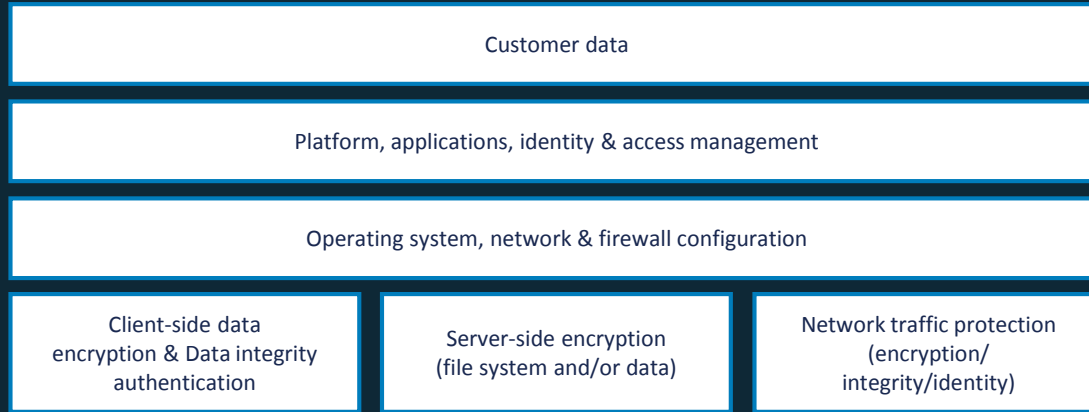 Customer data
Platform, applications, identity & access management
Operating system, network & firewall configuration
Client-side data
encryption & Data integrity
authentication
Server-side encryption
(file system and/or data)
Network traffic protection
(encryption/
integrity/identity)